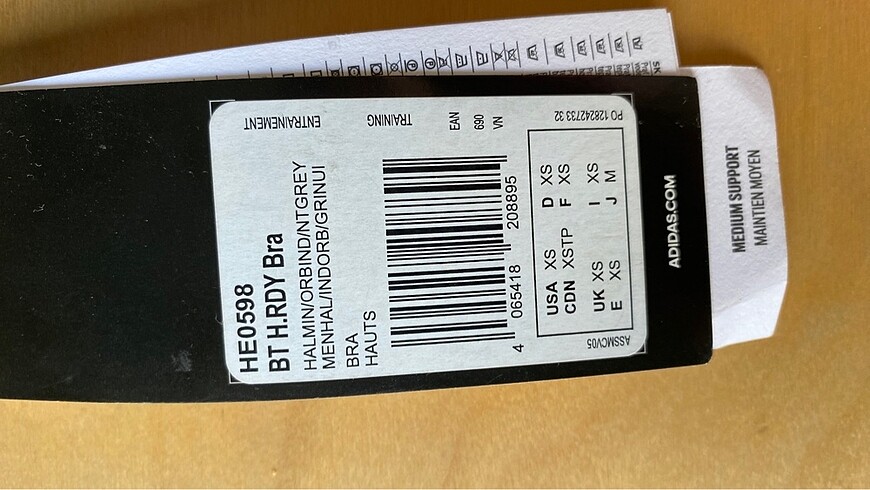 HE0598
BT H.RDY Bra
HALMIN/ORBIND/NTGREY
MENHAL/INDORB/GRINUI
BRA
HAUTS
ENTRAINEMENT
TRAINING
EAN
690
VN
4 065418 208895
USA XS D XS
CDN XSTP F XS
UK XS I XS
E XS J M
ASSMCV05
PO 128242733 32
ADIDAS.COM
MEDIUM SUPPORT
MAINTIEN MOYEN